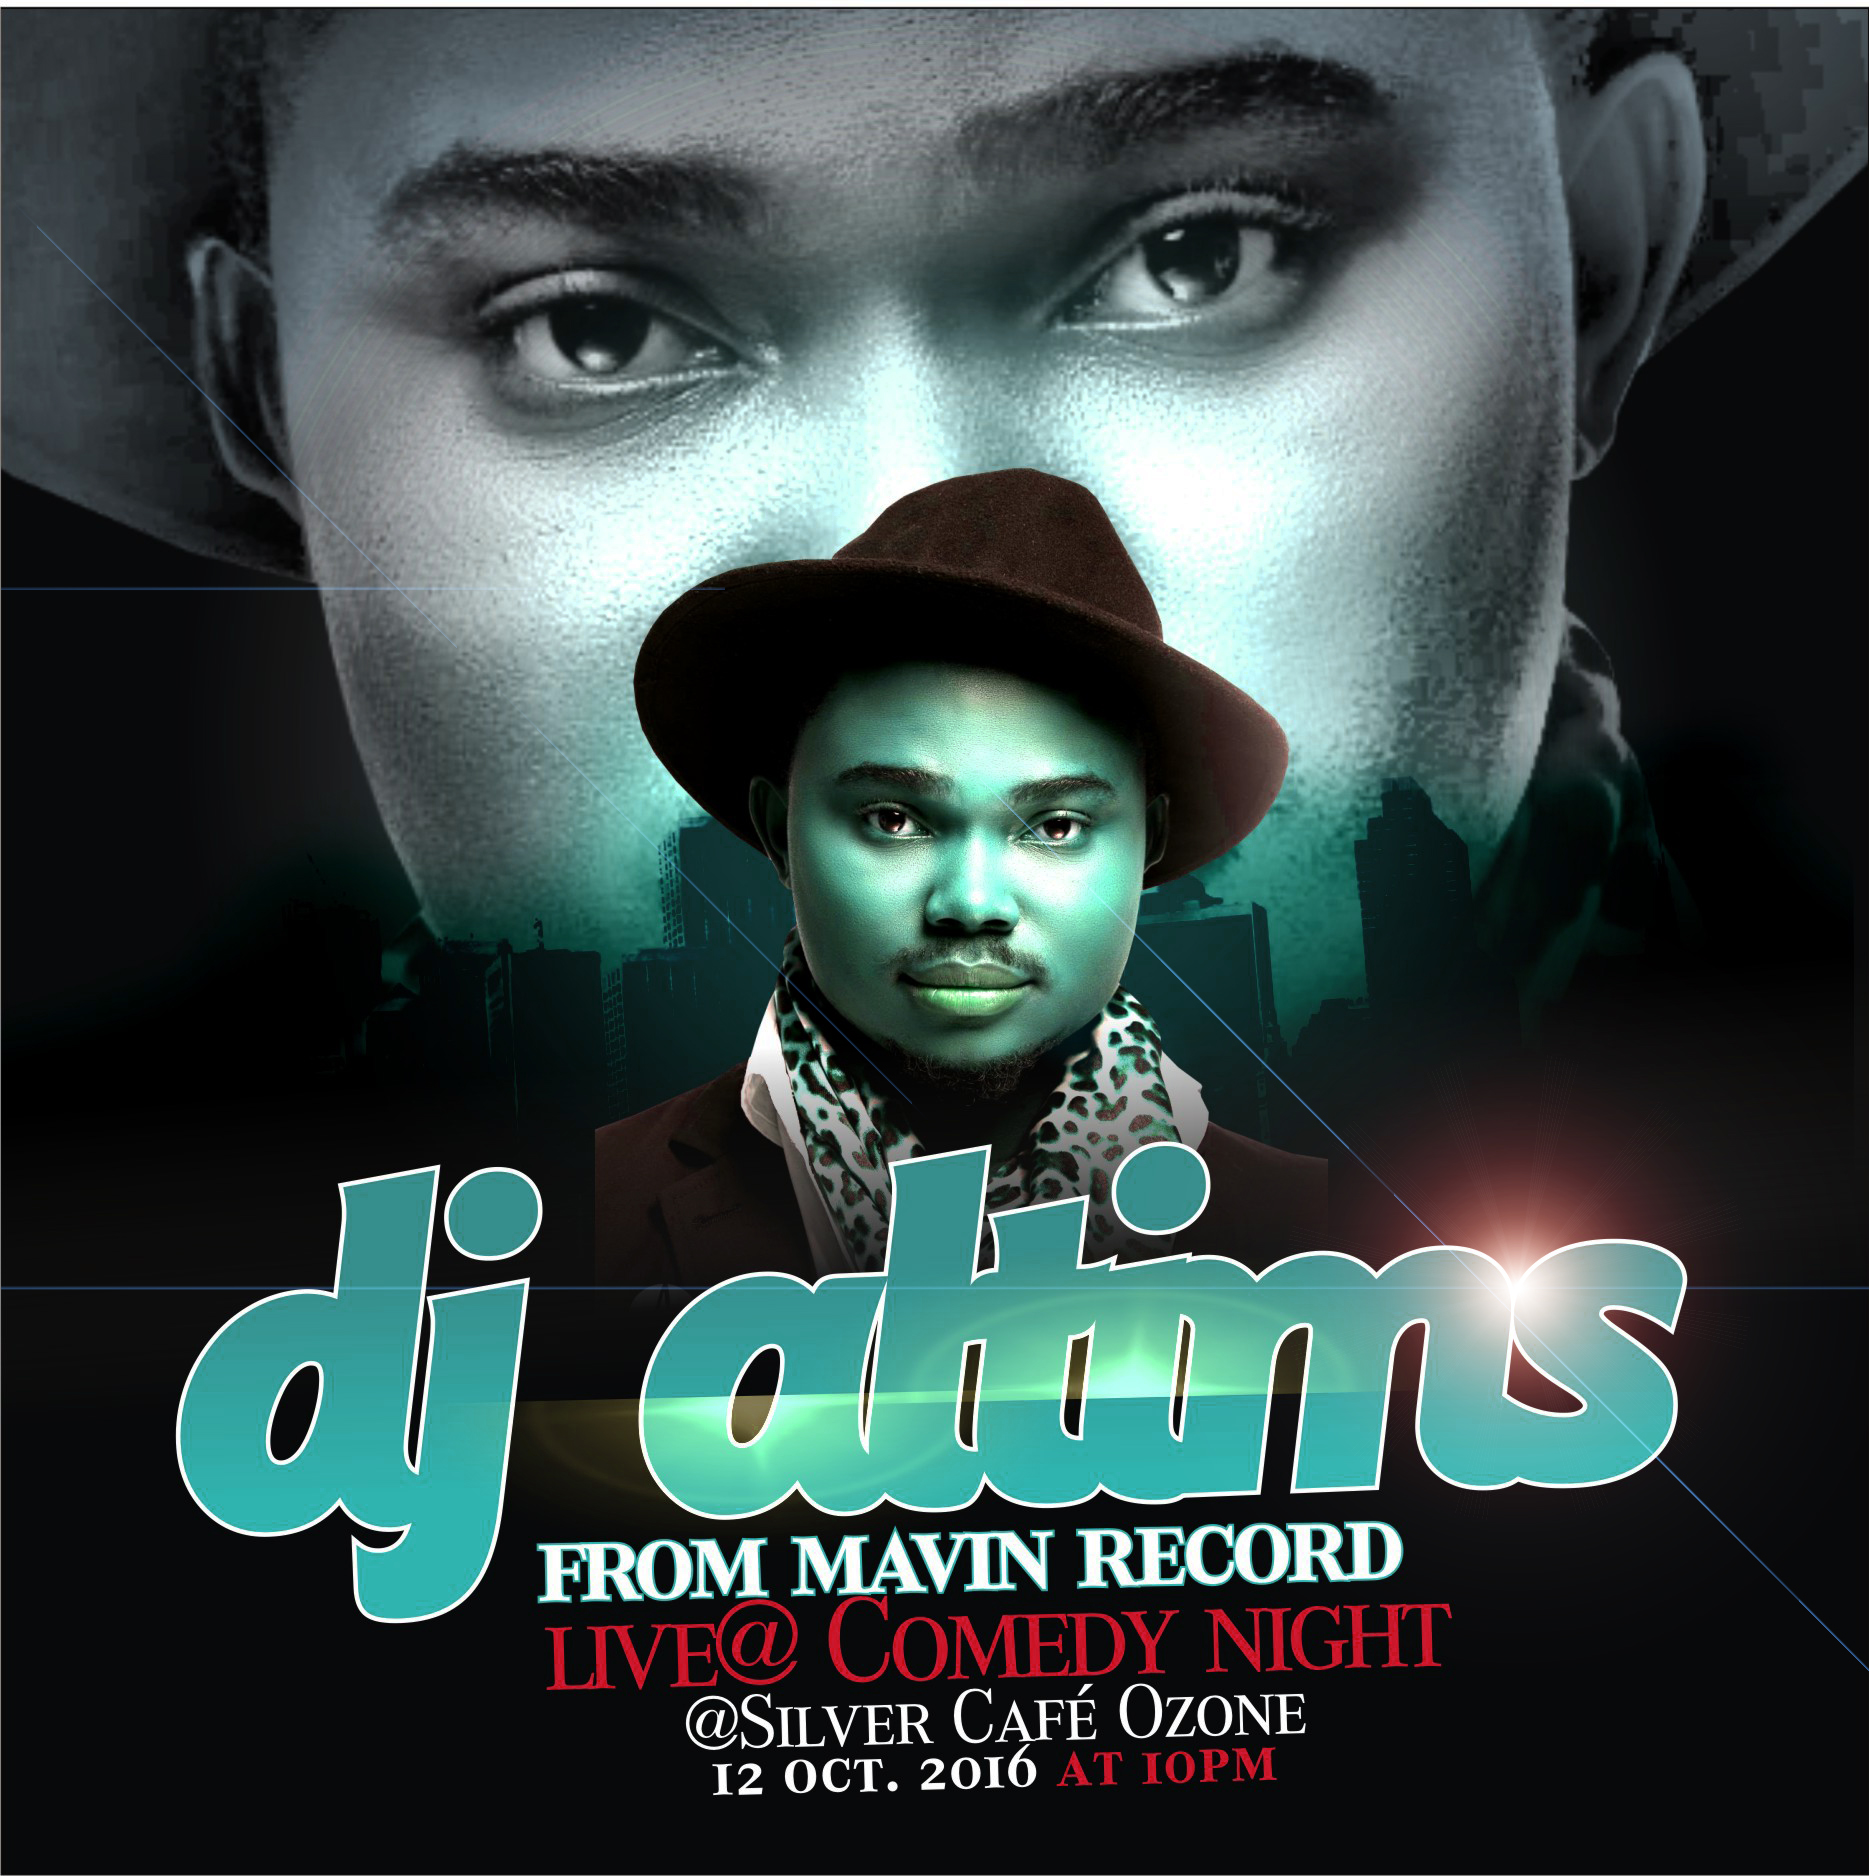 dj altims
FROM MAVIN RECORD
LIVE@ COMEDY NIGHT
@SILVER CAFÉ OZONE
12 OCT. 2016 AT 10PM